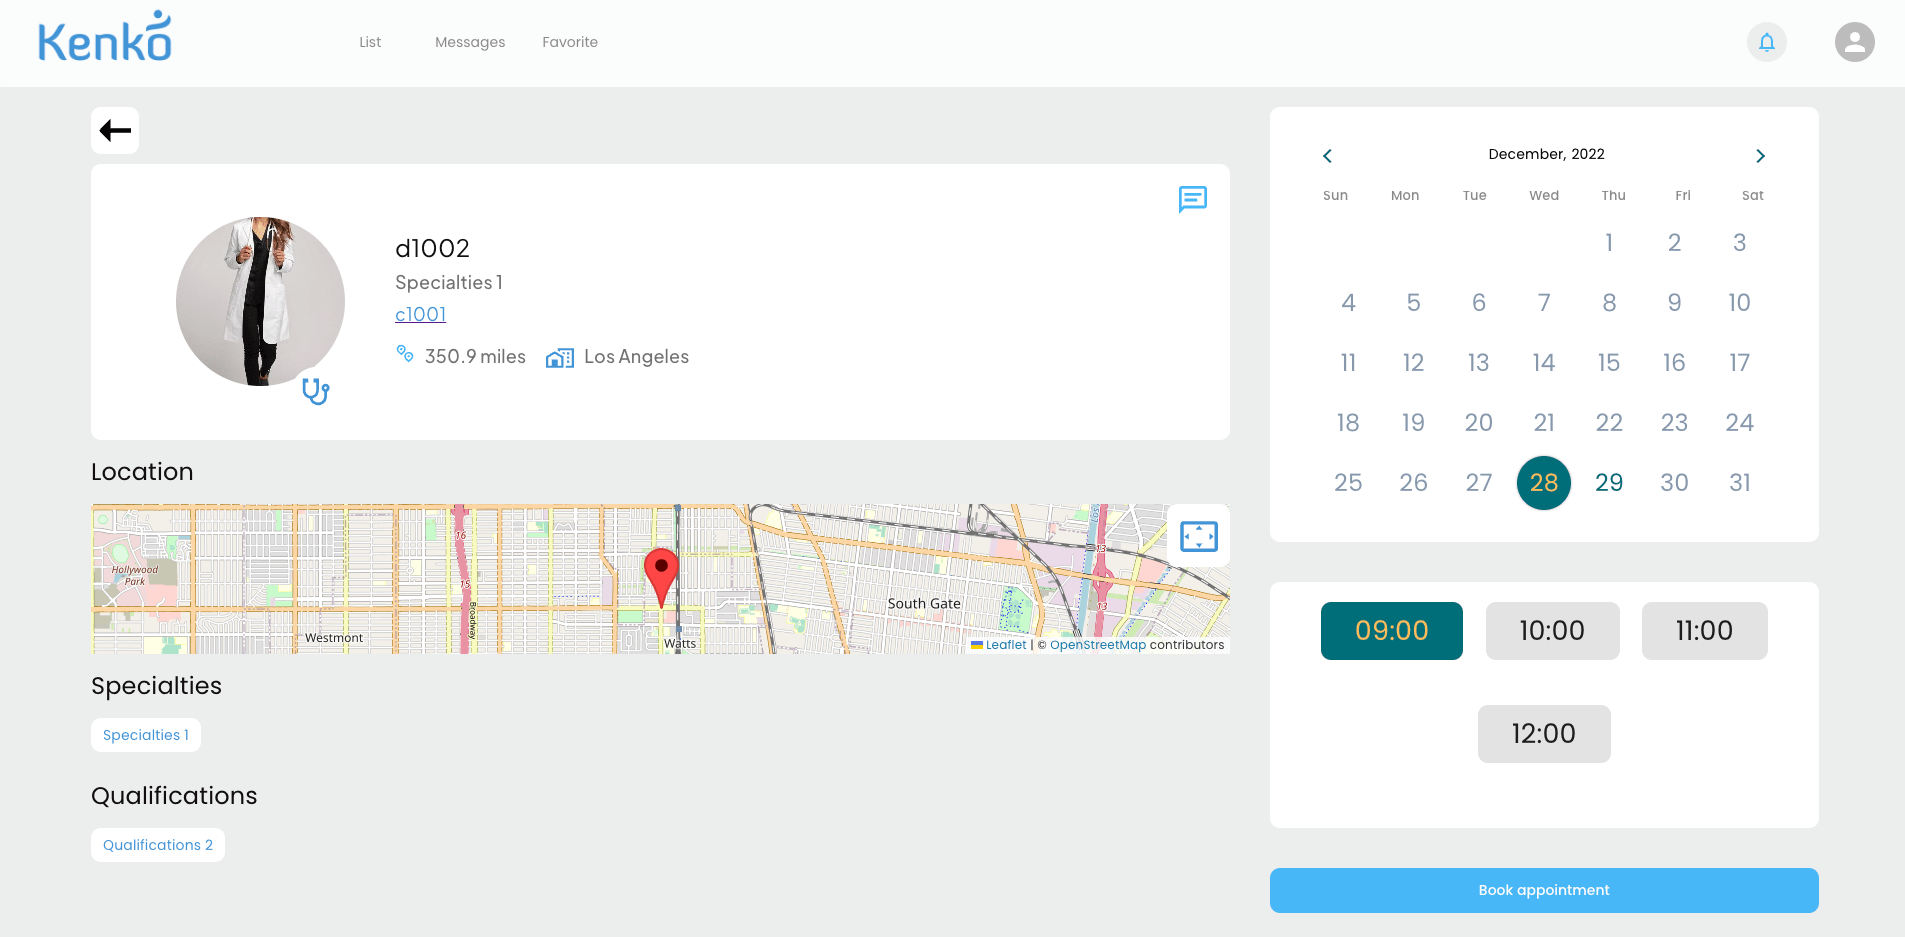 Kenko
List Messages Favorite
d1002
Specialties 1
c1001
350.9 miles Los Angeles
Location
Hollywood
Park
Westmont
16
15
Broadway
Watts
South Gate
13
13
Leaflet | © OpenStreetMap contributors
Specialties
Specialties 1
Qualifications
Qualifications 2
December, 2022
Sun Mon Tue Wed Thu Fri Sat
1 2 3
4 5 6 7 8 9 10
11 12 13 14 15 16 17
18 19 20 21 22 23 24
25 26 27 28 29 30 31
09:00 10:00 11:00
12:00
Book appointment